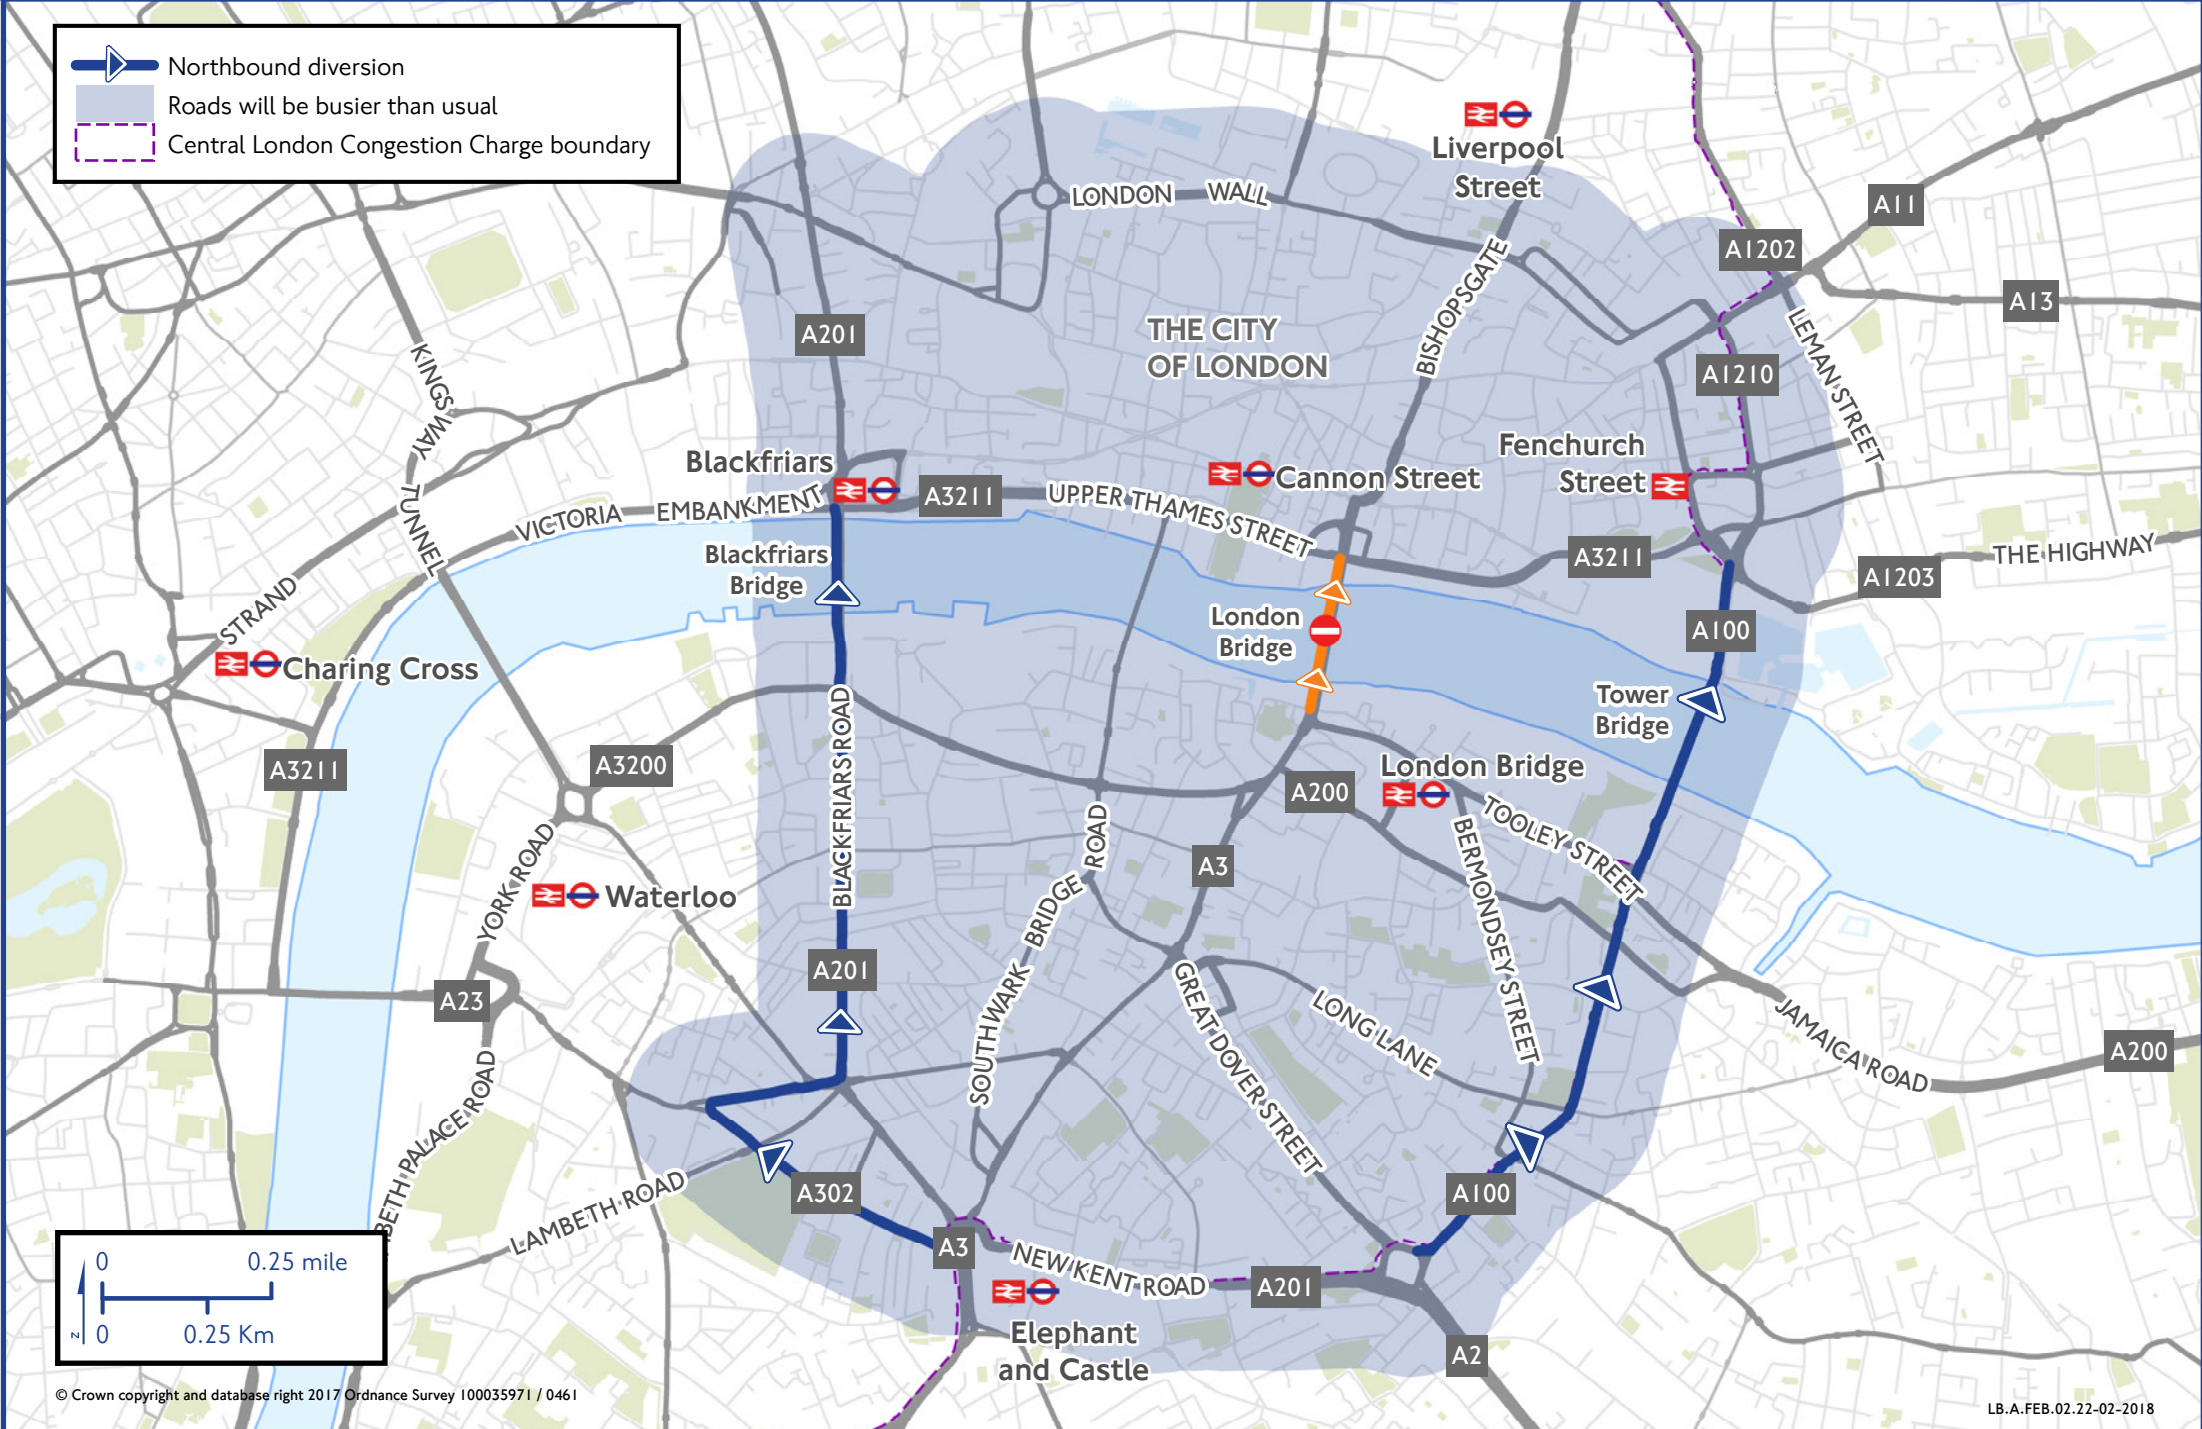 Northbound diversion
Roads will be busier than usual
Central London Congestion Charge boundary
Liverpool
Street
LONDON WALL
A11
A1202
A13
BISHOPSGATE
LEMAN STREET
A201
THE CITY
OF LONDON
A1210
KINGSWAY
TUNNEL
Blackfriars
Cannon Street
Fenchurch
Street
VICTORIA EMBANKMENT
A3211
UPPER THAMES STREET
A3211
THE HIGHWAY
A1203
Blackfriars
Bridge
STRAND
London
Bridge
A100
Charing Cross
Tower
Bridge
A3211
A3200
BLACKFRIARS ROAD
London Bridge
A200
TOOLEY STREET
BERMONDSEY STREET
YORK ROAD
Waterloo
A3
SOUTHWARK BRIDGE ROAD
A201
A23
GREAT DOVER STREET
LONG LANE
JAMAICA ROAD
A200
BETH PALACE ROAD
LAMBETH ROAD
A302
A100
A3
NEW KENT ROAD
A201
Elephant
and Castle
A2
0 0.25 mile
0 0.25 Km
N
© Crown copyright and database right 2017 Ordnance Survey 100035971 / 0461
LB.A.FEB.02.22-02-2018